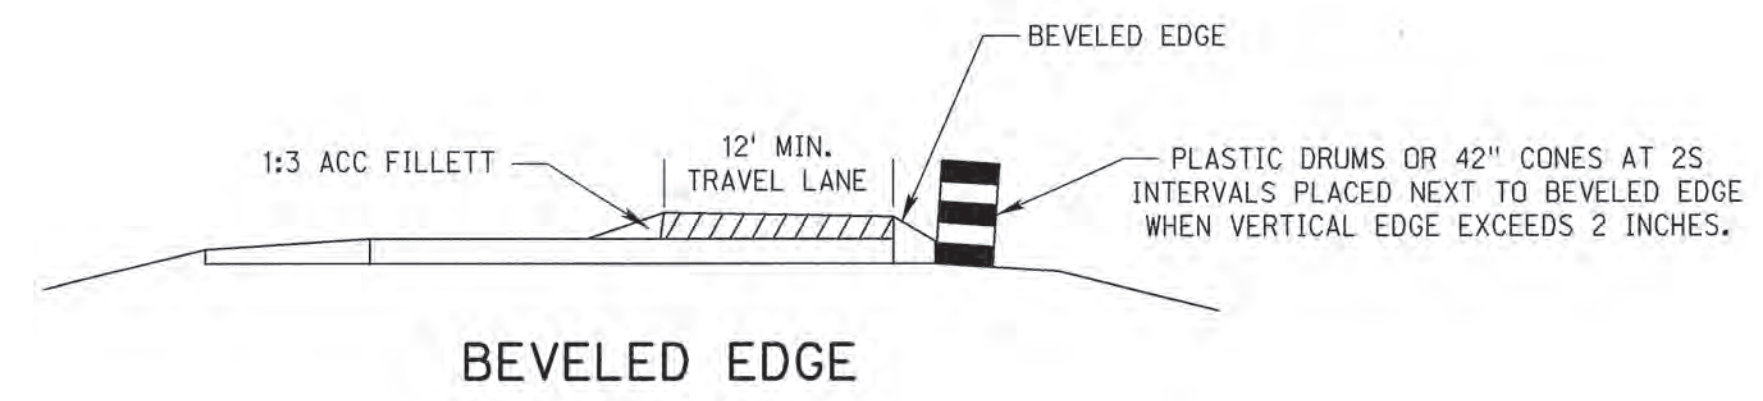 BEVELED EDGE
1:3 ACC FILLETT
12' MIN.
TRAVEL LANE
PLASTIC DRUMS OR 42" CONES AT 2S
INTERVALS PLACED NEXT TO BEVELED EDGE
WHEN VERTICAL EDGE EXCEEDS 2 INCHES.
BEVELED EDGE